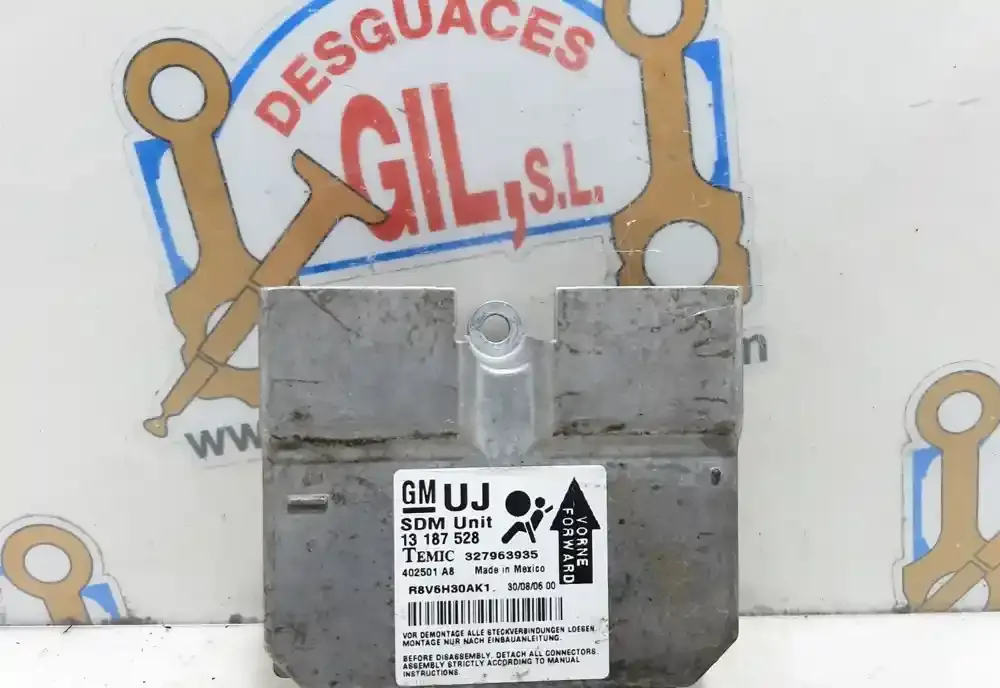 DESGUACES
GIL, S.L.
ww
n
GM UJ
SDM Unit
13 187 528
TEMIC 327963935
402501 A8 Made in Mexico
R8V6H30AK1. 30/08/06 00
VORNE
FORWARD
VOR DEMONTAGE ALLE STECKVERBINDUNGEN LOESEN.
MONTAGE NUR NACH EINBAUANLEITUNG.
BEFORE DISASSEMBLY, DETACH ALL CONNECTORS.
ASSEMBLY STRICTLY ACCORDING TO MANUAL
INSTRUCTIONS.